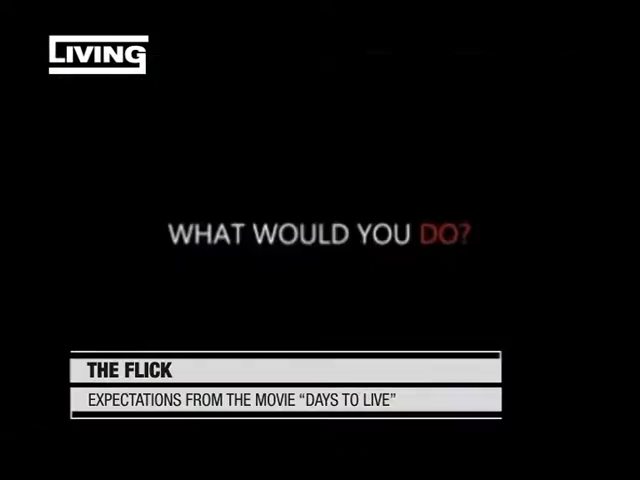 LIVING
WHAT WOULD YOU DO?
THE FLICK
EXPECTATIONS FROM THE MOVIE “DAYS TO LIVE”